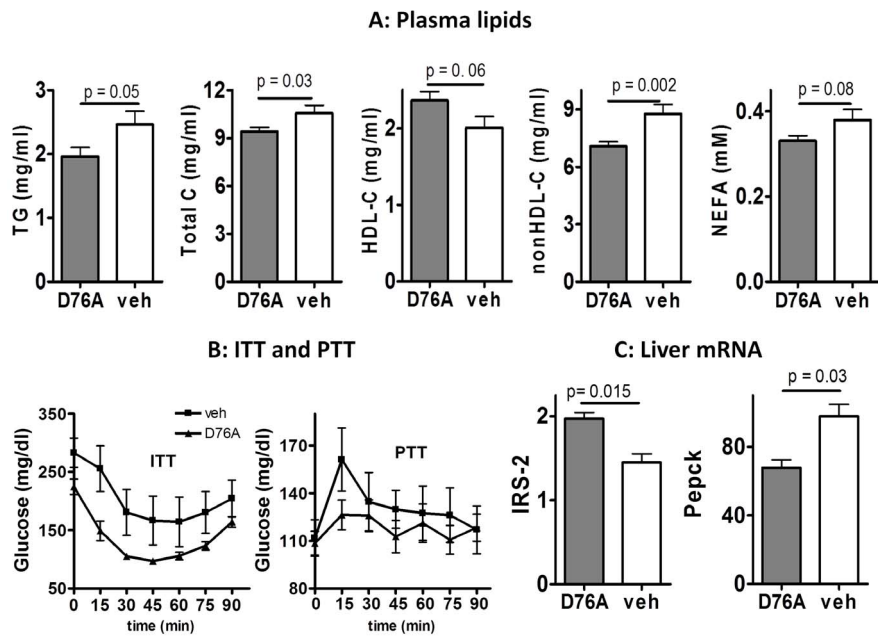 A: Plasma lipids
TG (mg/ml)
3
2
1
0
p = 0.05
D76A veh
Total C (mg/ml)
12
9
6
3
0
p = 0.03
D76A veh
HDL-C (mg/ml)
2
1
0
p = 0. 06
D76A veh
nonHDL-C (mg/ml)
9
6
3
0
p = 0.002
D76A veh
NEFA (mM)
0.4
0.2
0.0
p = 0.08
D76A veh
B: ITT and PTT
Glucose (mg/dl)
350
250
150
50
veh
D76A
ITT
0 15 30 45 60 75 90
time (min)
Glucose (mg/dl)
170
140
110
80
PTT
0 15 30 45 60 75 90
time (min)
C: Liver mRNA
IRS-2
2
1
0
p= 0.015
D76A veh
Pepck
80
40
0
p = 0.03
D76A veh